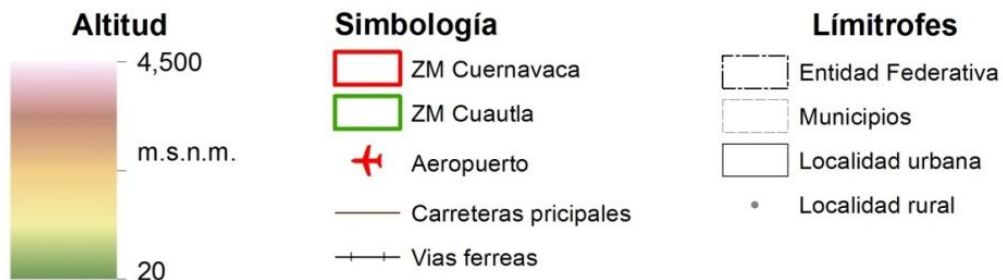 Altitud
4,500
m.s.n.m.
20
Simbología
ZM Cuernavaca
ZM Cuautla
Aeropuerto
Carreteras pricipales
Vias ferreas
Límitrofes
Entidad Federativa
Municipios
Localidad urbana
Localidad rural